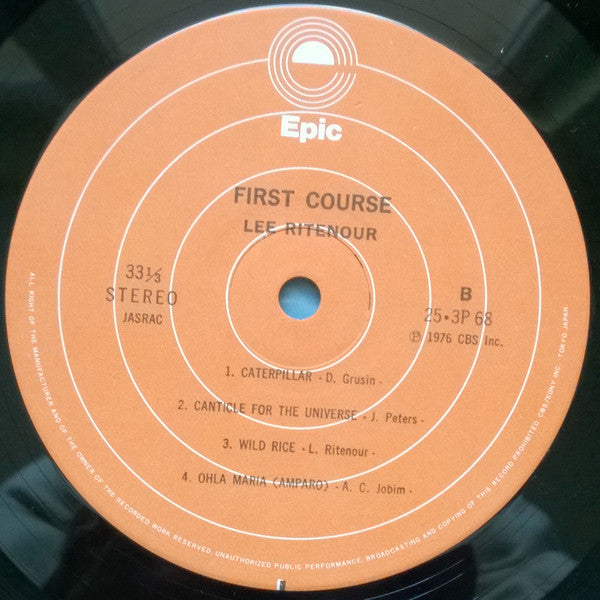 Epic
FIRST COURSE
LEE RITENOUR
33⅓
STEREO
JASRAC
B
25・3P 68
Ⓟ 1976 CBS Inc.
1. CATERPILLAR - D. Grusin -
2. CANTICLE FOR THE UNIVERSE - J. Peters -
3. WILD RICE - L. Ritenour -
4. OHLA MARIA (AMPARO) - A. C. Jobim -
ALL RIGHT OF THE MANUFACTURER AND OF THE OWNER OF THE RECORDED WORK RESERVED. UNAUTHORIZED PUBLIC PERFORMANCE, BROADCASTING AND COPYING OF THIS RECORD PROHIBITED. CBS/SONY INC. TOKYO JAPAN